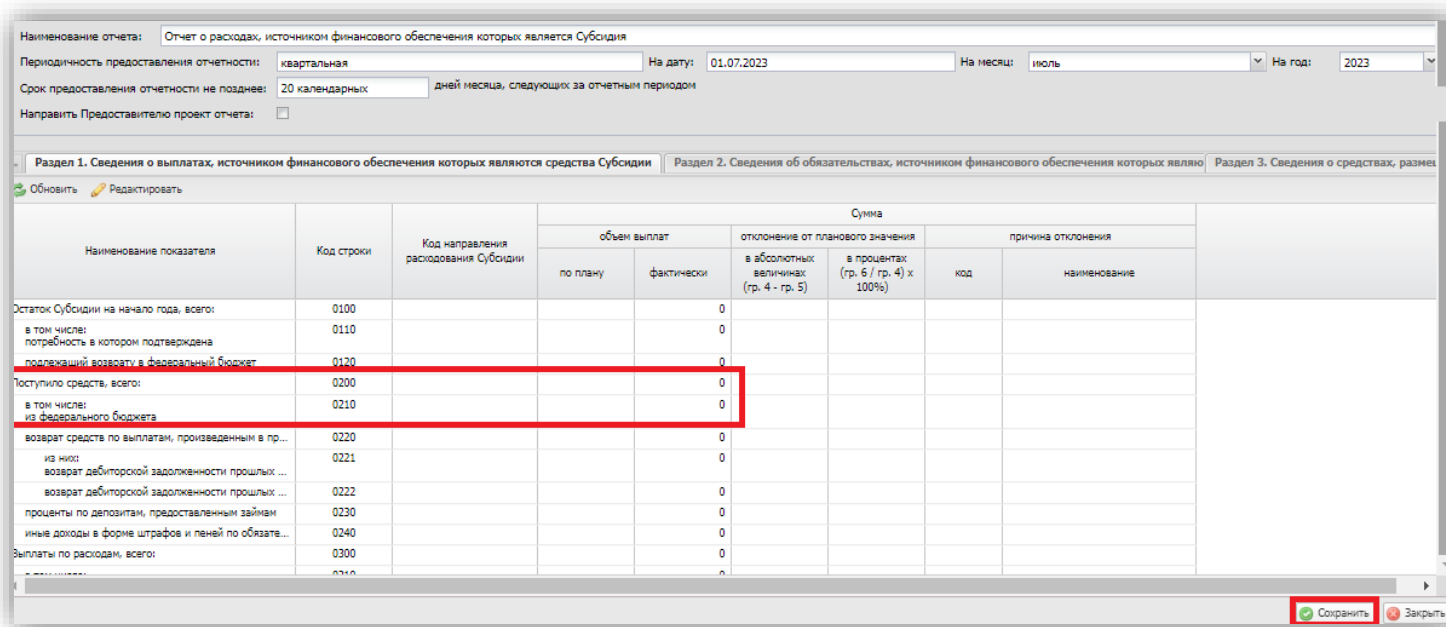 Наименование отчета: Отчет о расходах, источником финансового обеспечения которых является Субсидия
Периодичность предоставления отчетности: квартальная На дату: 01.07.2023 На месяц: июль На год: 2023
Срок предоставления отчетности не позднее: 20 календарных дней месяца, следующих за отчетным периодом
Направить Предоставителю проект отчета:
Раздел 1. Сведения о выплатах, источником финансового обеспечения которых являются средства Субсидии Раздел 2. Сведения об обязательствах, источником финансового обеспечения которых являю Раздел 3. Сведения о средствах, размещ
Обновить Редактировать
Сумма
объем выплат отклонение от планового значения причина отклонения
Наименование показателя Код строки Код направления
расходования Субсидии
по плану фактически в абсолютных
величинах
(гр. 4 - гр. 5) в процентах
(гр. 6 / гр. 4) х
100%) код наименование
Остаток Субсидии на начало года, всего: 0100 0
в том числе:
потребность в котором подтверждена 0110 0
подлежащий возврату в федеральный бюджет 0120 0
Поступило средств, всего: 0200 0
в том числе:
из федерального бюджета 0210 0
возврат средств по выплатам, произведенным в пр... 0220 0
из них:
возврат дебиторской задолженности прошлых ... 0221 0
возврат дебиторской задолженности прошлых ... 0222 0
проценты по депозитам, предоставленным займам 0230 0
иные доходы в форме штрафов и пеней по обязате... 0240 0
Выплаты по расходам, всего: 0300 0
в том числе: 0310 0
Сохранить Закрыть